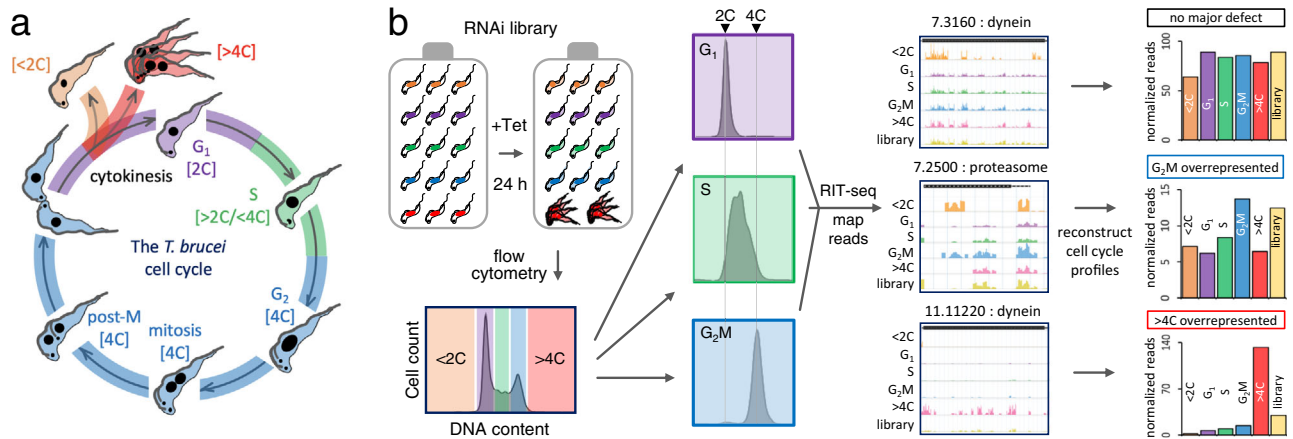 a
[<2C]
[>4C]
cytokinesis
G1
[2C]
S
[>2C/<4C]
The T. brucei
cell cycle
G2
[4C]
mitosis
[4C]
post-M
[4C]
b
RNAi library
+Tet
24 h
flow
cytometry
Cell count
<2C
>4C
DNA content
2C 4C
G1
S
G2M
RIT-seq
map
reads
7.3160 : dynein
<2C
G1
S
G2M
>4C
library
7.2500 : proteasome
<2C
G1
S
G2M
>4C
library
11.11220 : dynein
<2C
G1
S
G2M
>4C
library
reconstruct
cell cycle
profiles
no major defect
normalized reads
100
50
0
<2C
G1
S
G2M
>4C
library
G2M overrepresented
normalized reads
15
10
5
0
<2C
G1
S
G2M
>4C
library
>4C overrepresented
normalized reads
140
70
0
<2C
G1
S
G2M
>4C
library